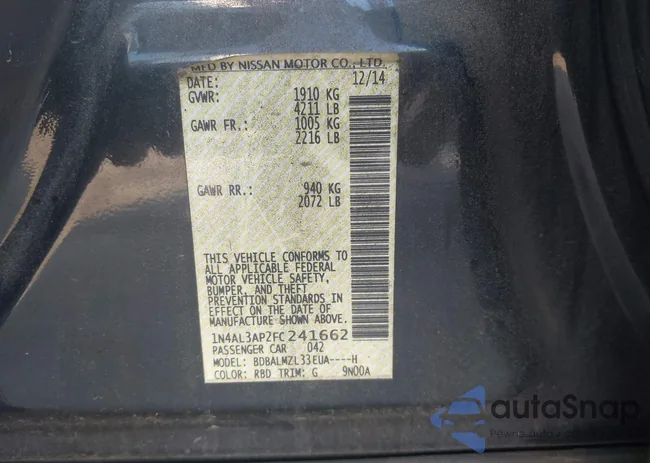 MFD BY NISSAN MOTOR CO., LTD.
DATE: 12/14
GVWR: 1910 KG
4211 LB
GAWR FR.: 1005 KG
2216 LB
GAWR RR.: 940 KG
2072 LB
THIS VEHICLE CONFORMS TO
ALL APPLICABLE FEDERAL
MOTOR VEHICLE SAFETY,
BUMPER, AND THEFT
PREVENTION STANDARDS IN
EFFECT ON THE DATE OF
MANUFACTURE SHOWN ABOVE.
1N4AL3AP2FC241662
PASSENGER CAR 042
MODEL: BDBALMZL33EUA----H
COLOR: RBD TRIM: G 9N00A
autaSnap
Pewne auto z